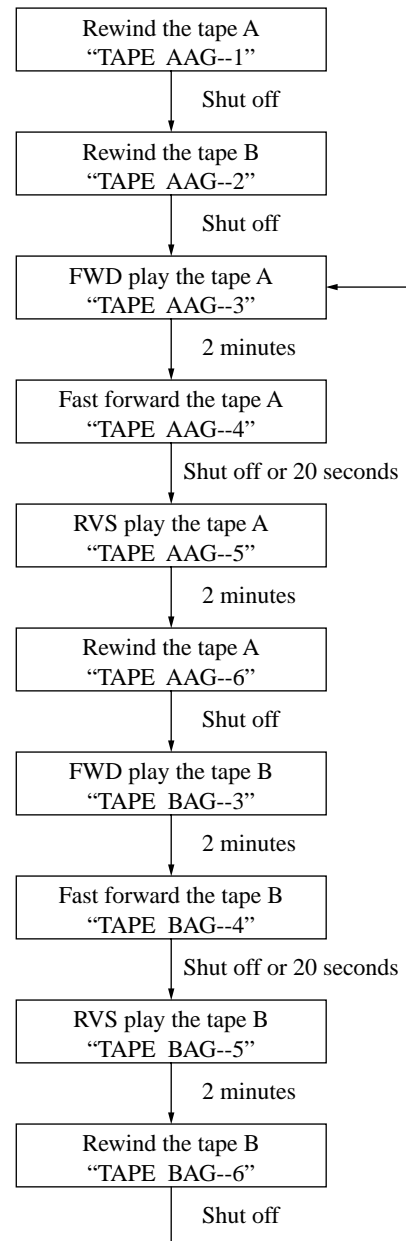 Rewind the tape A
“TAPE AAG--1”
Shut off
Rewind the tape B
“TAPE AAG--2”
Shut off
FWD play the tape A
“TAPE AAG--3”
2 minutes
Fast forward the tape A
“TAPE AAG--4”
Shut off or 20 seconds
RVS play the tape A
“TAPE AAG--5”
2 minutes
Rewind the tape A
“TAPE AAG--6”
Shut off
FWD play the tape B
“TAPE BAG--3”
2 minutes
Fast forward the tape B
“TAPE BAG--4”
Shut off or 20 seconds
RVS play the tape B
“TAPE BAG--5”
2 minutes
Rewind the tape B
“TAPE BAG--6”
Shut off